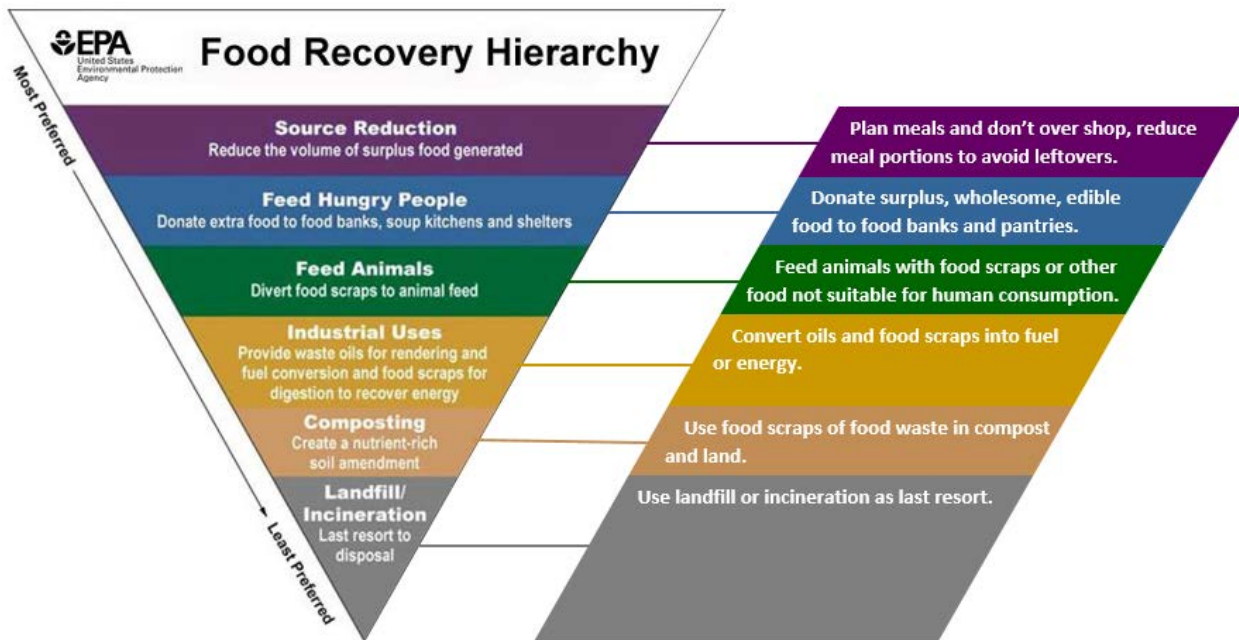 EPA
United States
Environmental Protection
Agency
Food Recovery Hierarchy
Most Preferred
Source Reduction
Reduce the volume of surplus food generated
Plan meals and don't over shop, reduce
meal portions to avoid leftovers.
Feed Hungry People
Donate extra food to food banks, soup kitchens and shelters
Donate surplus, wholesome, edible
food to food banks and pantries.
Feed Animals
Divert food scraps to animal feed
Feed animals with food scraps or other
food not suitable for human consumption.
Industrial Uses
Provide waste oils for rendering and
fuel conversion and food scraps for
digestion to recover energy
Convert oils and food scraps into fuel
or energy.
Composting
Create a nutrient-rich
soil amendment
Use food scraps of food waste in compost
and land.
Landfill/
Incineration
Last resort to
disposal
Use landfill or incineration as last resort.
Least Preferred